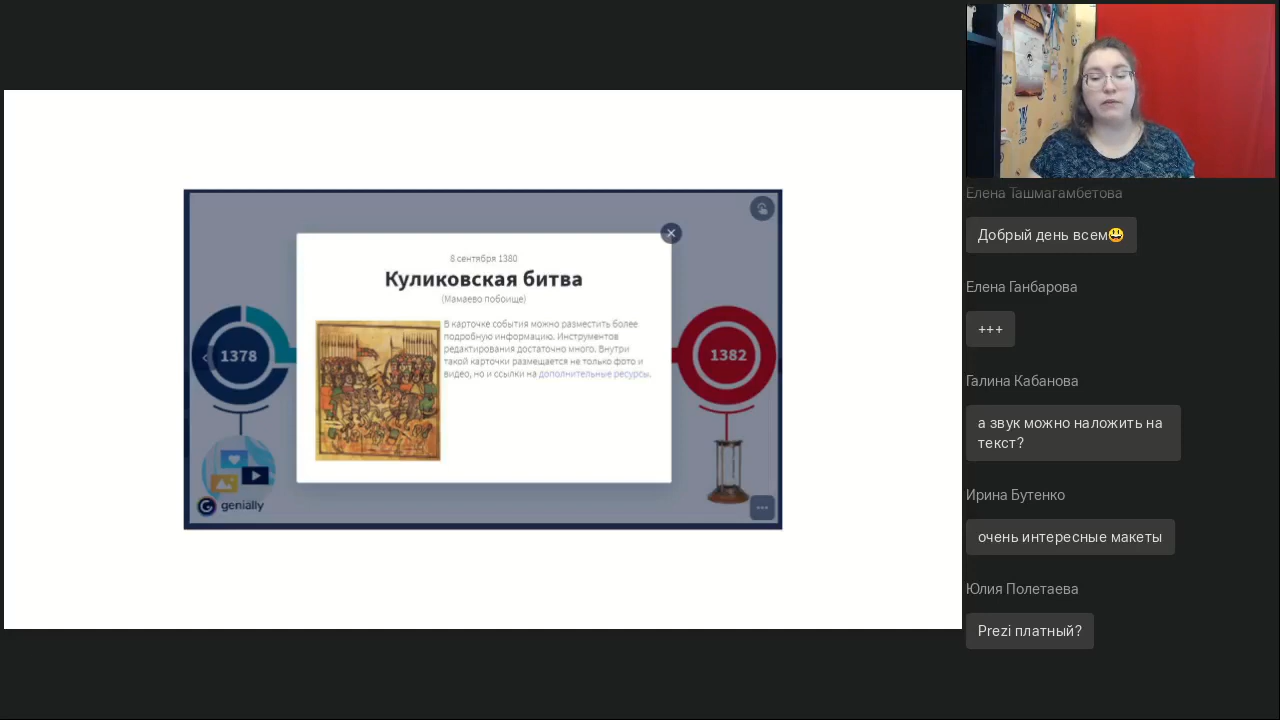 8 сентября 1380
Куликовская битва
(Мамаево побоище)
В карточке события можно разместить более
подробную информацию. Инструментов
редактирования достаточно много. Внутри
такой карточки размещается не только фото и
видео, но и ссылки на дополнительные ресурсы.
1378
1382
genially
Елена Ташмагамбетова
Добрый день всем😃
Елена Ганбарова
+++
Галина Кабанова
а звук можно наложить на
текст?
Ирина Бутенко
очень интересные макеты
Юлия Полетаева
Prezi платный?